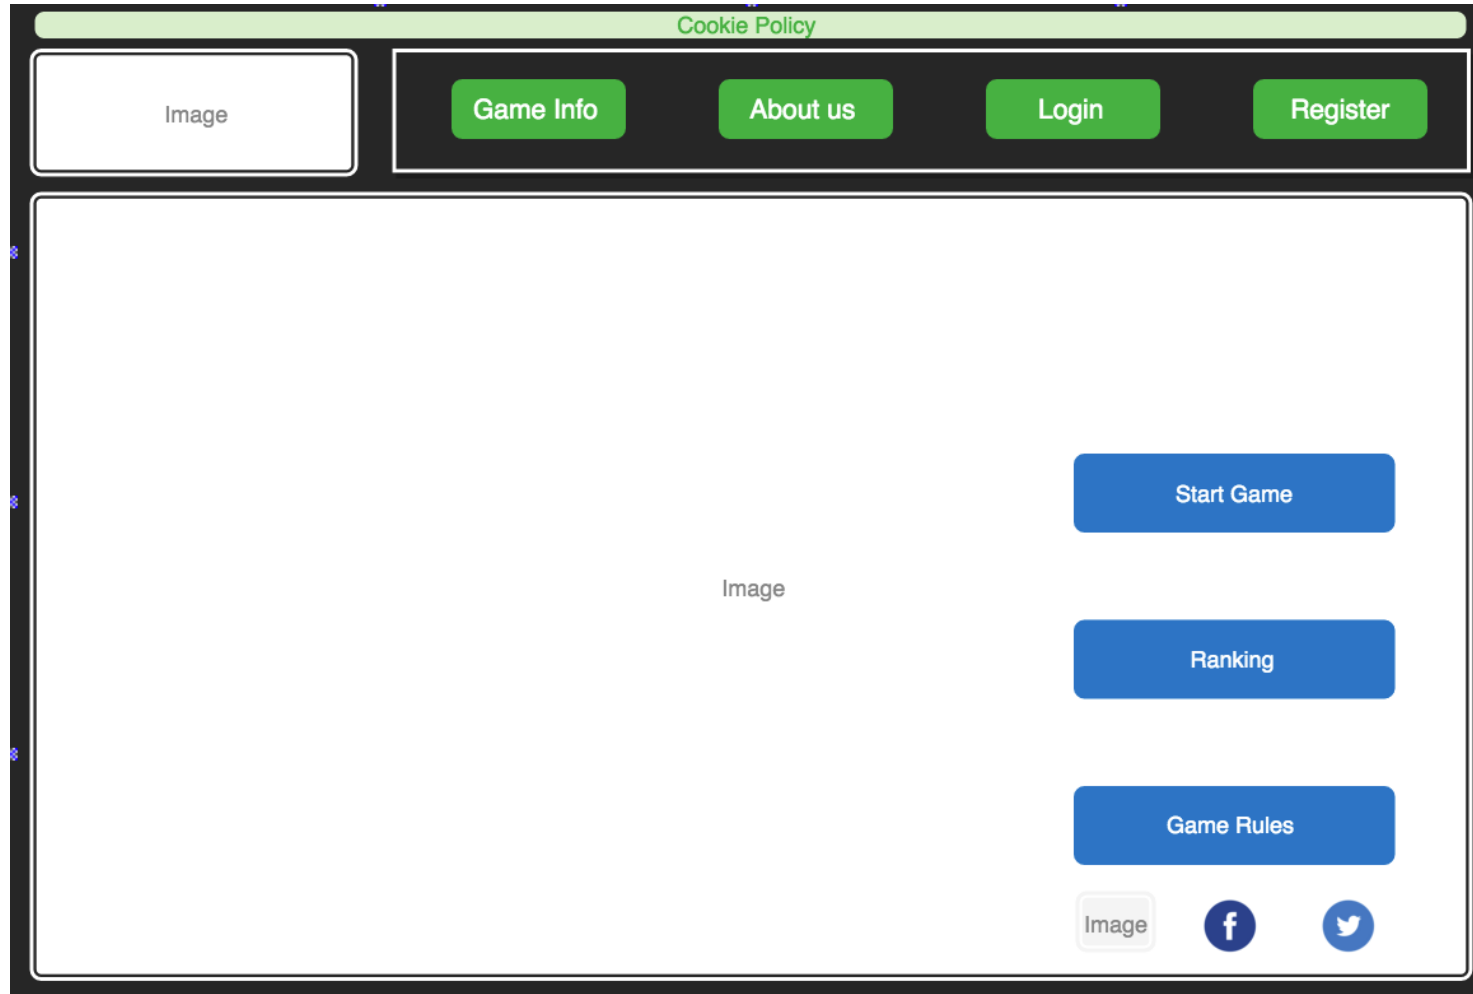 Cookie Policy
Image
Game Info
About us
Login
Register
Start Game
Image
Ranking
Game Rules
Image